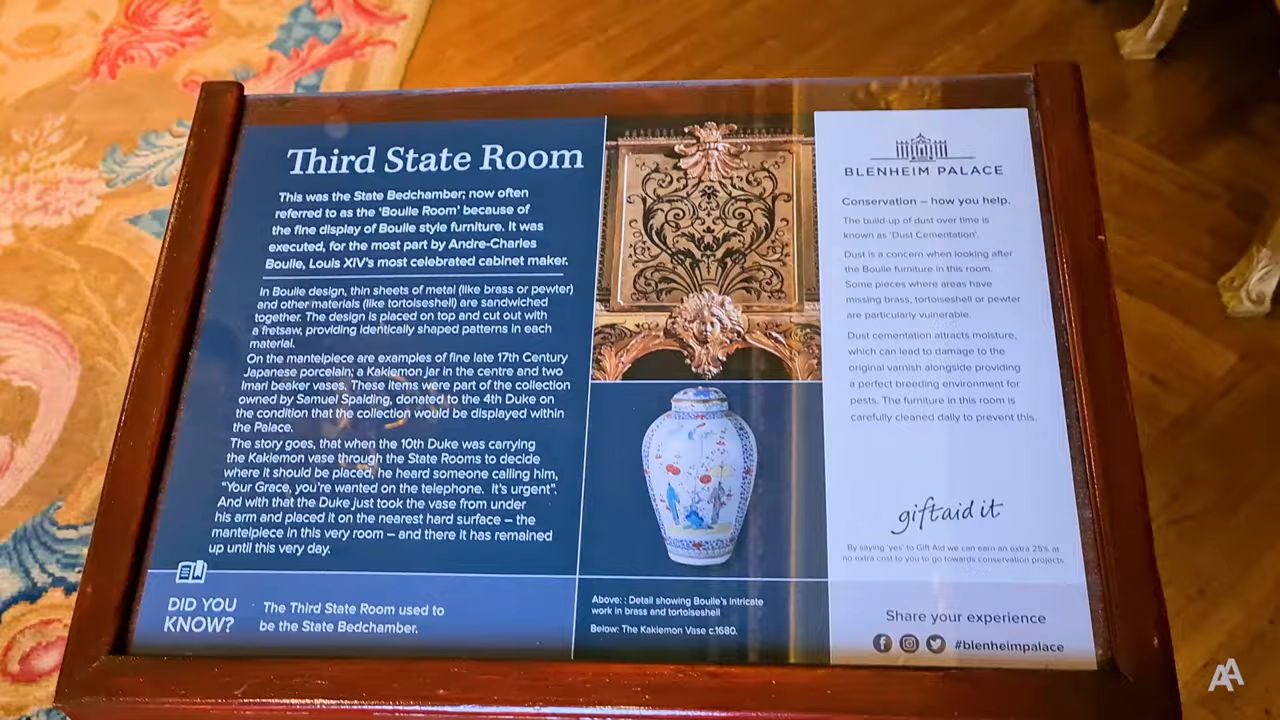 Third State Room
This was the State Bedchamber; now often
referred to as the 'Boulle Room' because of
the fine display of Boulle style furniture. It was
executed, for the most part by Andre-Charles
Boulle, Louis XIV's most celebrated cabinet maker.
In Boulle design, thin sheets of metal (like brass or pewter)
and other materials (like tortoiseshell) are sandwiched
together. The design is placed on top and cut out with
a fretsaw, providing identically shaped patterns in each
material.
On the mantelpiece are examples of fine late 17th Century
Japanese porcelain; a Kakiemon jar in the centre and two
Imari beaker vases. These items were part of the collection
owned by Samuel Spalding, donated to the 4th Duke on
the condition that the collection would be displayed within
the Palace.
The story goes, that when the 10th Duke was carrying
the Kakiemon vase through the State Rooms to decide
where it should be placed, he heard someone calling him,
"Your Grace, you're wanted on the telephone. It's urgent".
And with that the Duke just took the vase from under
his arm and placed it on the nearest hard surface – the
mantelpiece in this very room – and there it has remained
up until this very day.
DID YOU
KNOW?
The Third State Room used to
be the State Bedchamber.
Above: : Detail showing Boulle's intricate
work in brass and tortoiseshell
Below: The Kakiemon Vase c.1680.
BLENHEIM PALACE
Conservation – how you help.
The build-up of dust over time is
known as 'Dust Cementation'.
Dust is a concern when looking after
the Boulle furniture in this room.
Some pieces where areas have
missing brass, tortoiseshell or pewter
are particularly vulnerable.
Dust cementation attracts moisture,
which can lead to damage to the
original varnish alongside providing
a perfect breeding environment for
pests. The furniture in this room is
carefully cleaned daily to prevent this.
giftaid it
By saying 'yes' to Gift Aid we can earn an extra 25% at
no extra cost to you to go towards conservation projects
Share your experience
#blenheimpalace
AA